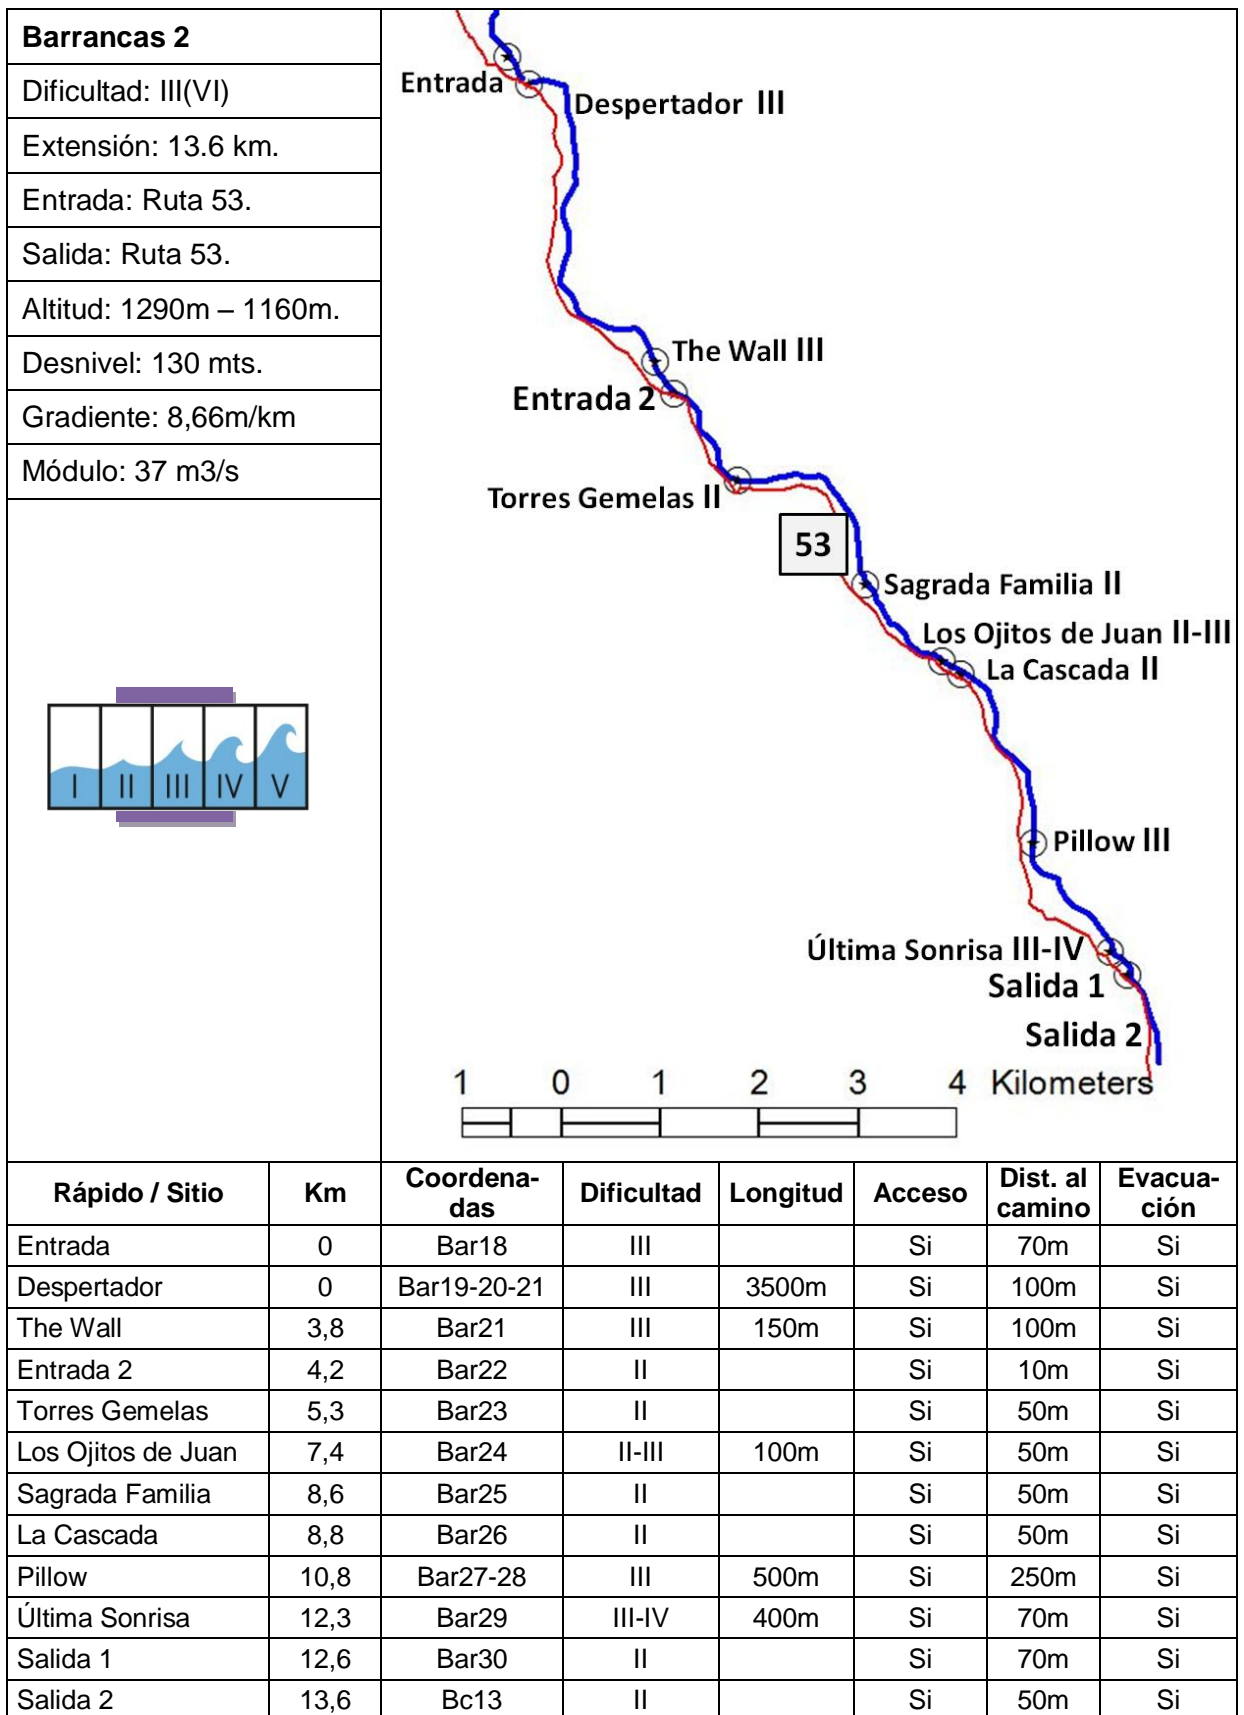 Barrancas 2
Dificultad: III(VI)
Extensión: 13.6 km.
Entrada: Ruta 53.
Salida: Ruta 53.
Altitud: 1290m – 1160m.
Desnivel: 130 mts.
Gradiente: 8,66m/km
Módulo: 37 m3/s
I II III IV V
Entrada
Despertador III
The Wall III
Entrada 2
Torres Gemelas II
53
Sagrada Familia II
Los Ojitos de Juan II-III
La Cascada II
Pillow III
Última Sonrisa III-IV
Salida 1
Salida 2
1 0 1 2 3 4 Kilometers
Rápido / Sitio Km Coordena-das Dificultad Longitud Acceso Dist. al camino Evacua-ción
Entrada 0 Bar18 III Si 70m Si
Despertador 0 Bar19-20-21 III 3500m Si 100m Si
The Wall 3,8 Bar21 III 150m Si 100m Si
Entrada 2 4,2 Bar22 II Si 10m Si
Torres Gemelas 5,3 Bar23 II Si 50m Si
Los Ojitos de Juan 7,4 Bar24 II-III 100m Si 50m Si
Sagrada Familia 8,6 Bar25 II Si 50m Si
La Cascada 8,8 Bar26 II Si 50m Si
Pillow 10,8 Bar27-28 III 500m Si 250m Si
Última Sonrisa 12,3 Bar29 III-IV 400m Si 70m Si
Salida 1 12,6 Bar30 II Si 70m Si
Salida 2 13,6 Bc13 II Si 50m Si